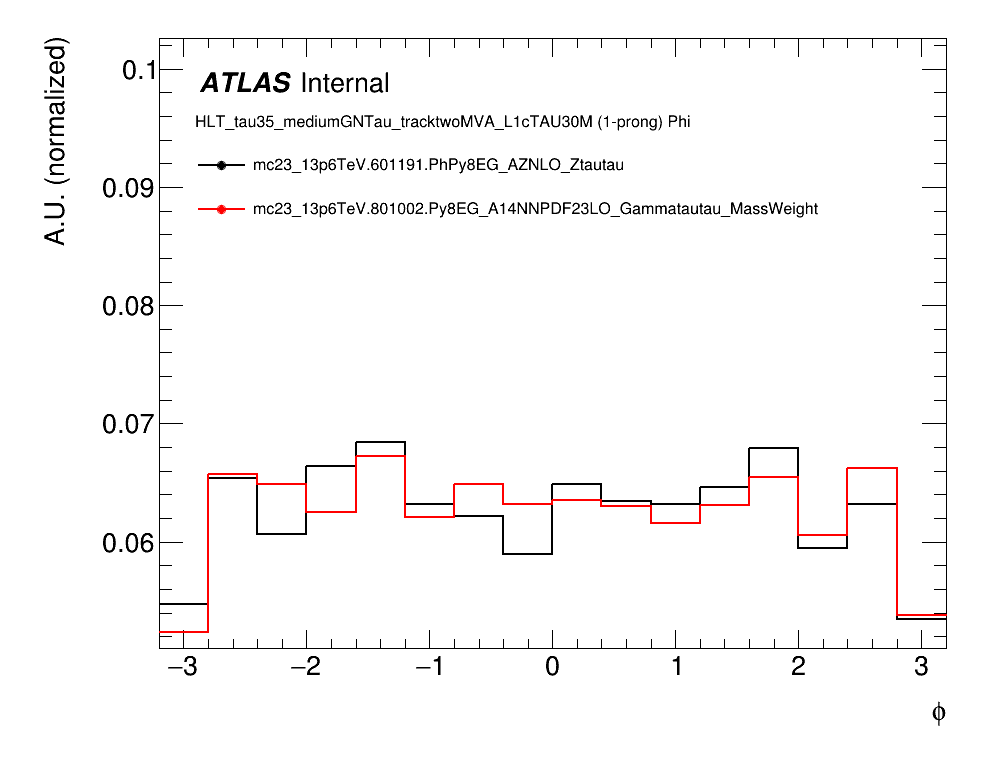 A.U. (normalized)
0.1
0.09
0.08
0.07
0.06
ATLAS Internal
HLT_tau35_mediumGNTau_tracktwoMVA_L1cTAU30M (1-prong) Phi
mc23_13p6TeV.601191.PhPy8EG_AZNLO_Ztautau
mc23_13p6TeV.801002.Py8EG_A14NNPDF23LO_Gammatautau_MassWeight
−3 −2 −1 0 1 2 3
ϕ